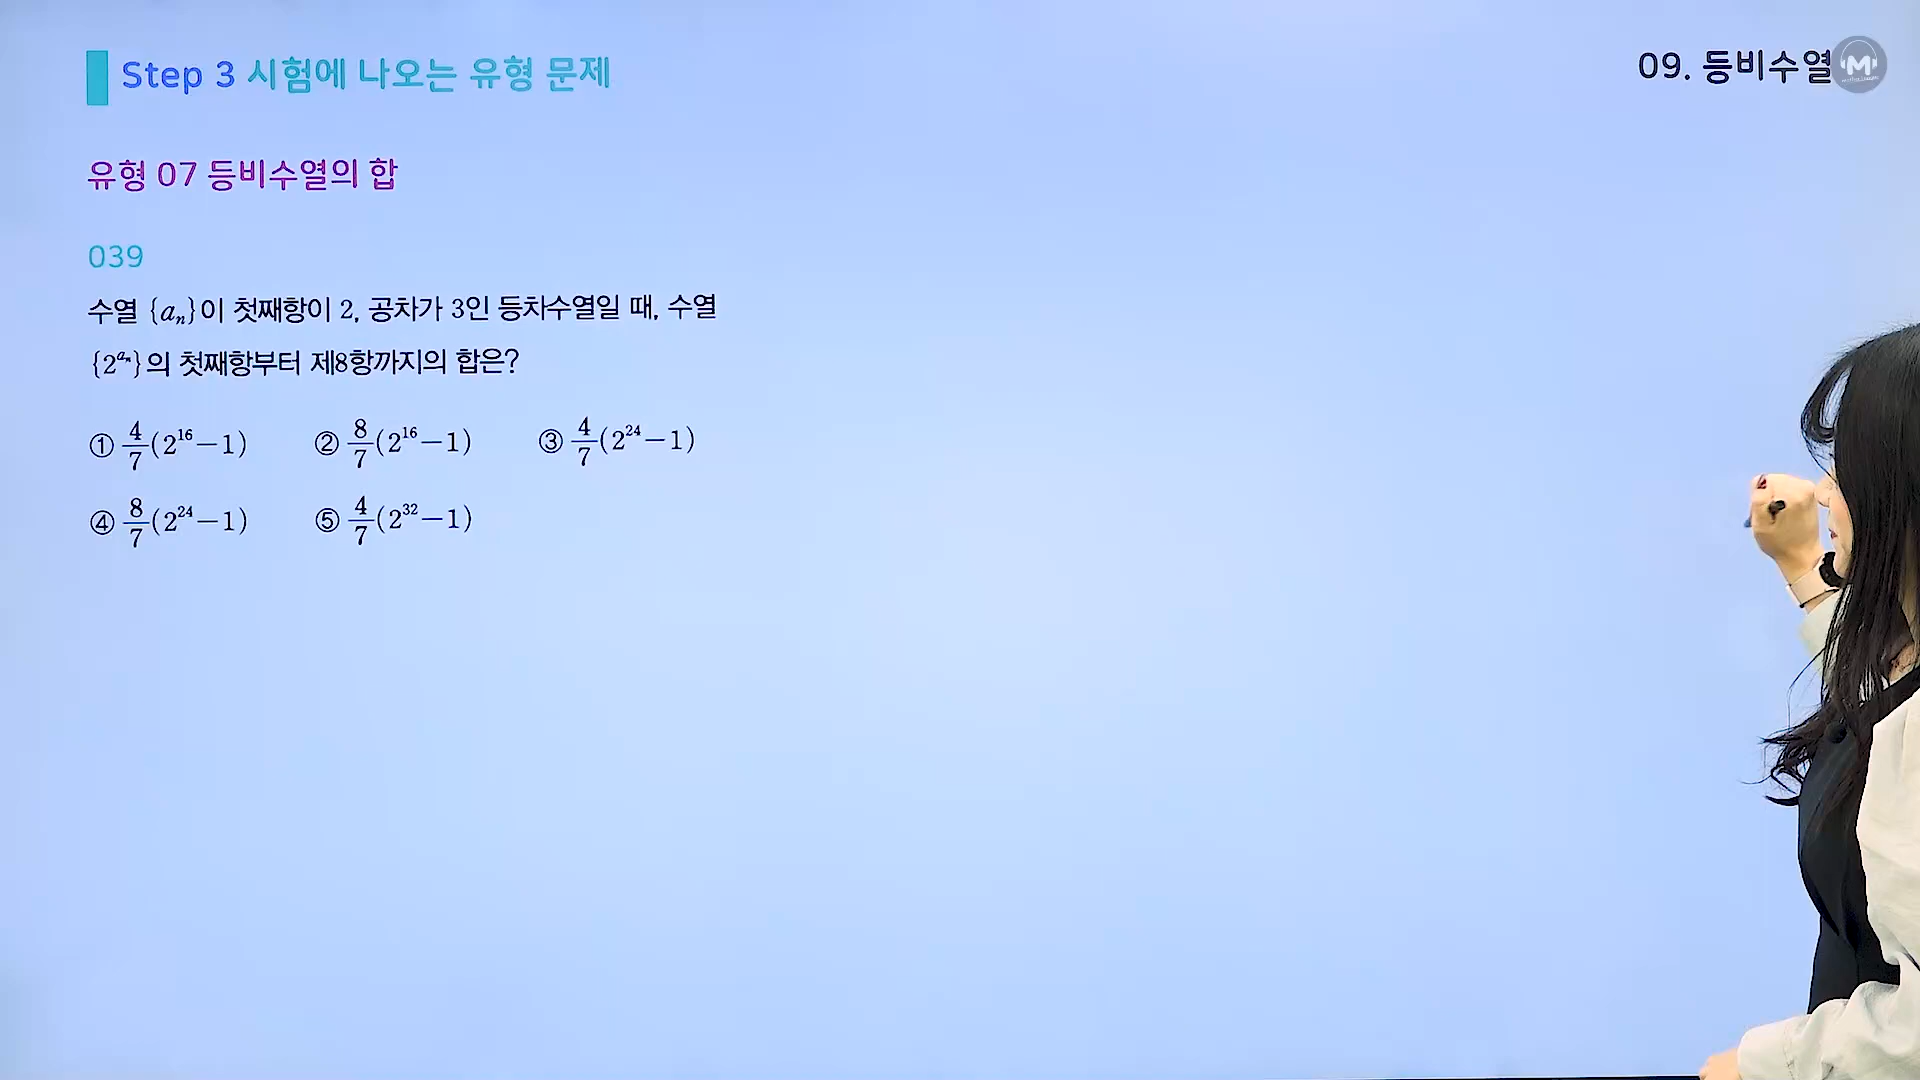 Step 3 시험에 나오는 유형 문제
09. 등비수열
유형 07 등비수열의 합
039
수열 {aₙ}이 첫째항이 2, 공차가 3인 등차수열일 때, 수열
{2^{aₙ}}의 첫째항부터 제8항까지의 합은?
① 4/7(2¹⁶−1) ② 8/7(2¹⁶−1) ③ 4/7(2²⁴−1)
④ 8/7(2²⁴−1) ⑤ 4/7(2³²−1)
M